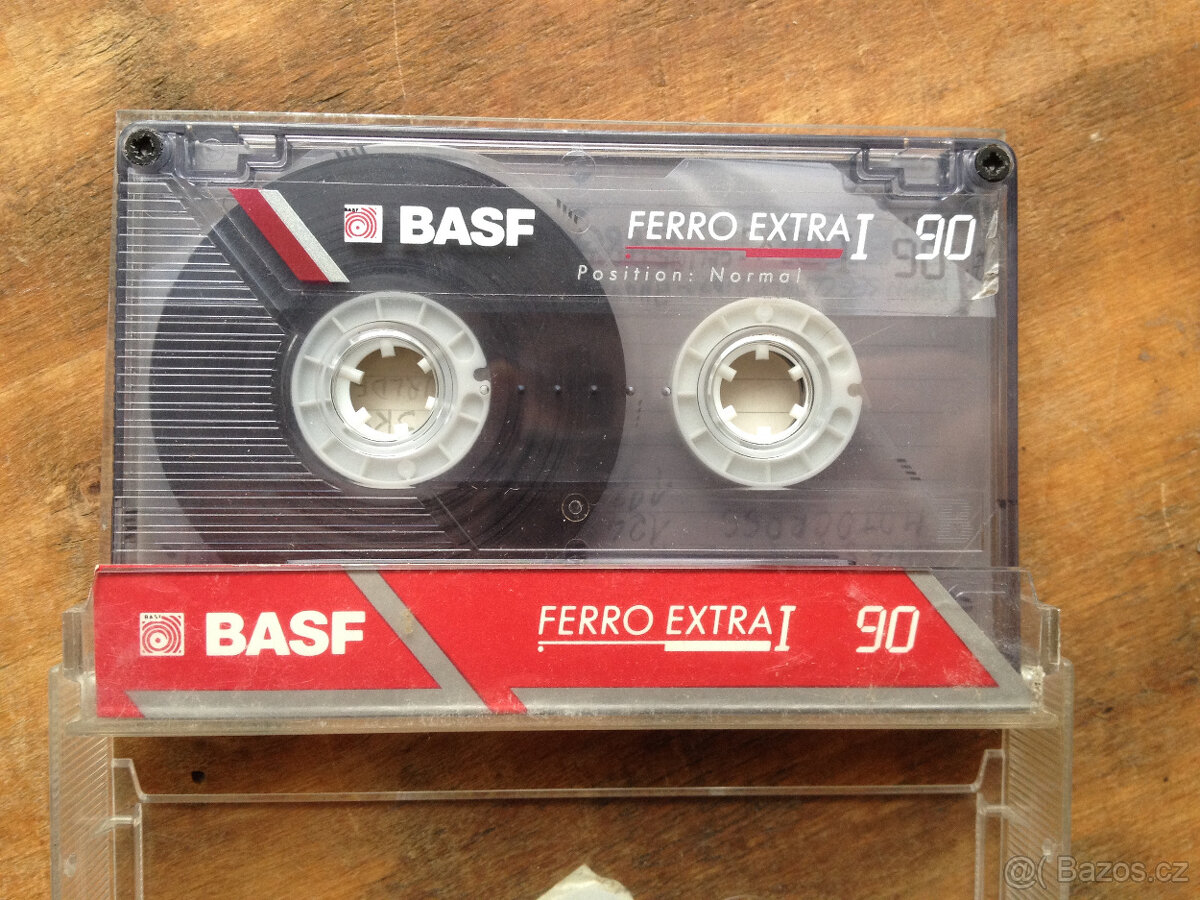 BASF FERRO EXTRA I 90
Position: Normal
BASF FERRO EXTRA I 90
@( Bazos.cz